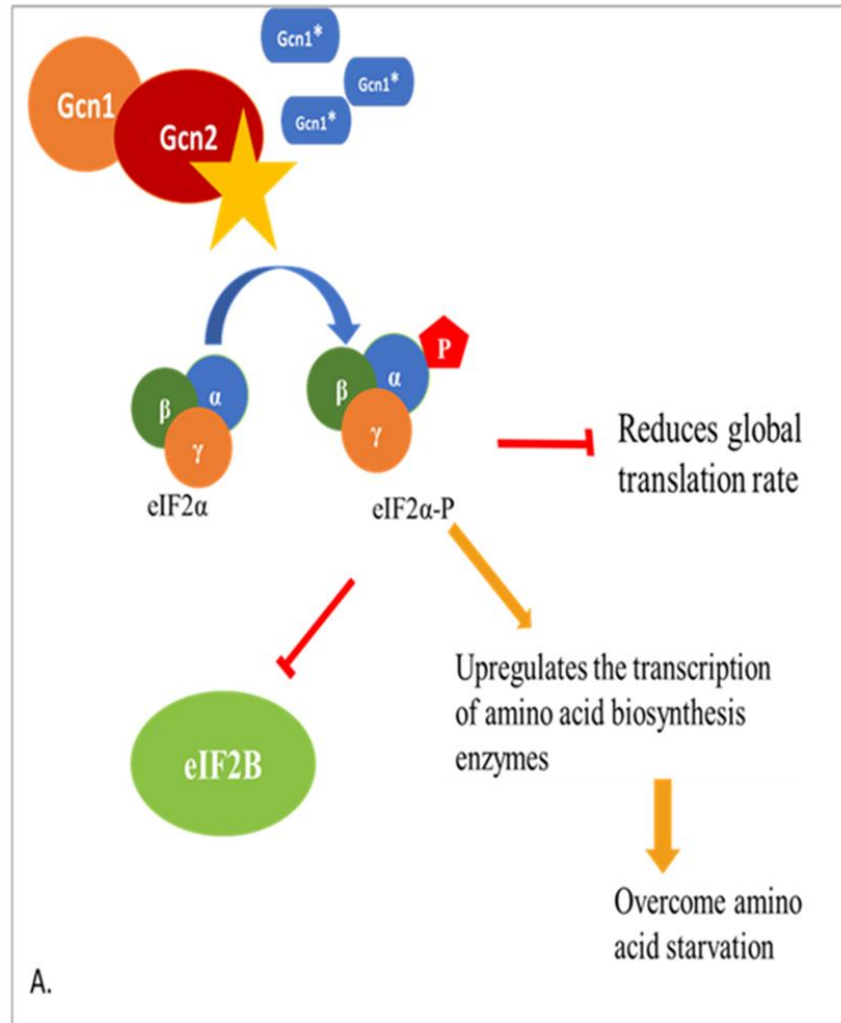 Gcn1*
Gcn1*
Gcn1*
Gcn1
Gcn2
β
α
γ
eIF2α
β
α
P
γ
eIF2α-P
Reduces global
translation rate
eIF2B
Upregulates the transcription
of amino acid biosynthesis
enzymes
Overcome amino
acid starvation
A.